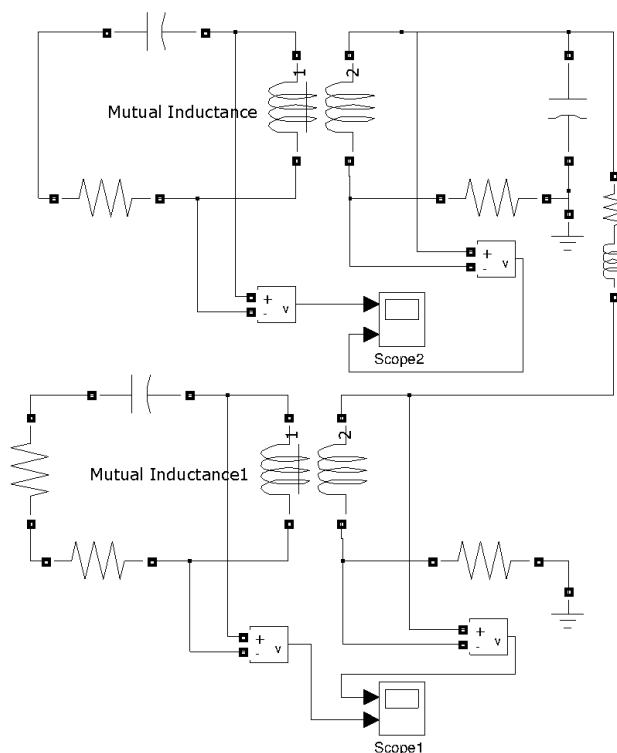 1 2
Mutual Inductance
+
- v
+
- v
Scope2
1 2
Mutual Inductance1
+
- v
+
- v
Scope1